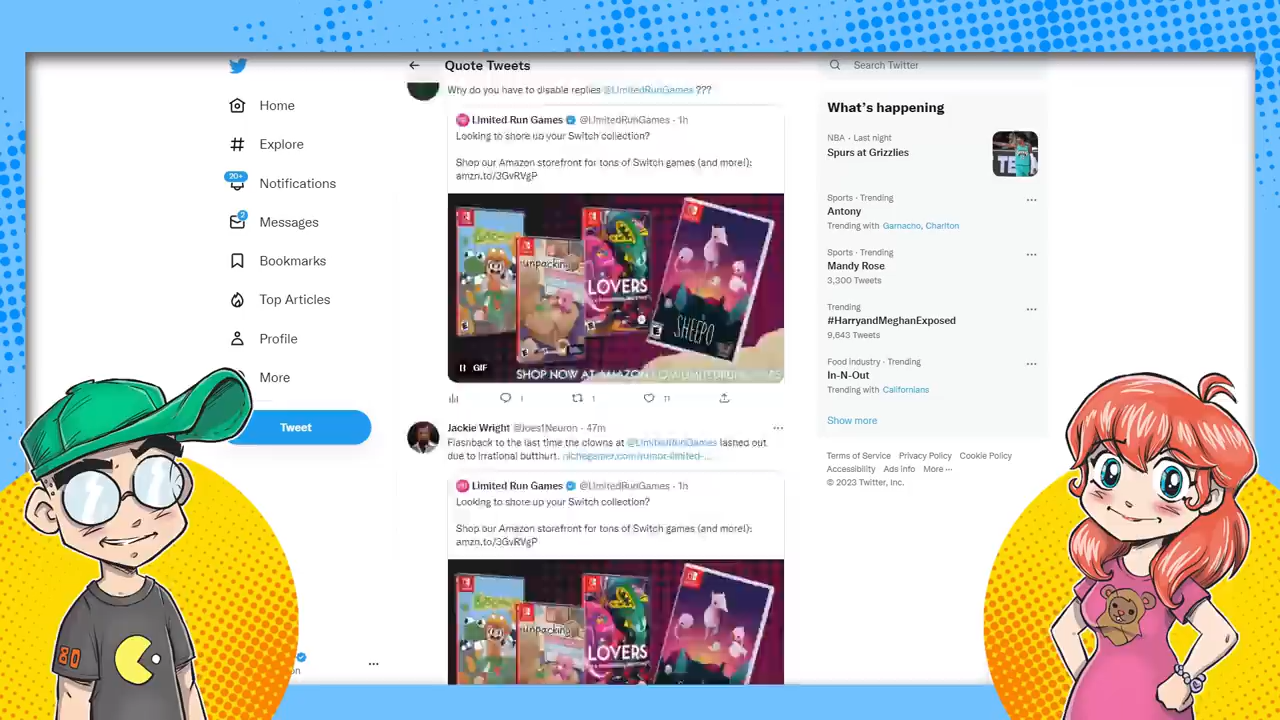 Quote Tweets
Search Twitter
Home
Explore
20+
Notifications
2
Messages
Bookmarks
Top Articles
Profile
More
Tweet
Why do you have to disable replies @LimitedRunGames ???
Limited Run Games @LimitedRunGames · 1h
Looking to shore up your Switch collection?
Shop our Amazon storefront for tons of Switch games (and more!):
amzn.to/3GvRVgP
unpacking
LOVERS
SHEEPO
GIF
SHOP NOW AT AMAZON
1
1
11
Jackie Wright @Joes1Neuron · 47m
Flashback to the last time the clowns at @LimitedRunGames lashed out
due to irrational butthurt. nichegamer.com/rumor-limited-...
Limited Run Games @LimitedRunGames · 1h
Looking to shore up your Switch collection?
Shop our Amazon storefront for tons of Switch games (and more!):
amzn.to/3GvRVgP
unpacking
LOVERS
What's happening
NBA · Last night
Spurs at Grizzlies
Sports · Trending
Antony
Trending with Garnacho, Charlton
Sports · Trending
Mandy Rose
3,300 Tweets
Trending
#HarryandMeghanExposed
9,643 Tweets
Food Industry · Trending
In-N-Out
Trending with Californians
Show more
Terms of Service Privacy Policy Cookie Policy
Accessibility Ads info More ···
© 2023 Twitter, Inc.
80